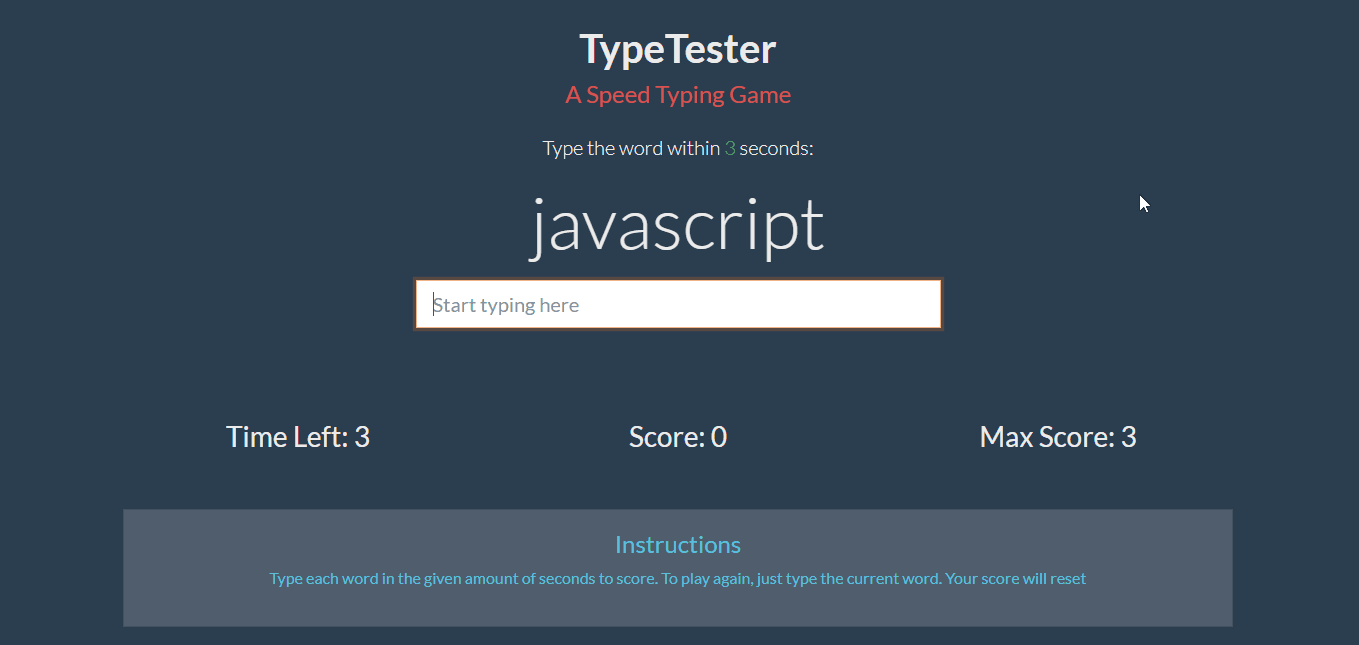 TypeTester
A Speed Typing Game
Type the word within 3 seconds:
javascript
Start typing here
Time Left: 3
Score: 0
Max Score: 3
Instructions
Type each word in the given amount of seconds to score. To play again, just type the current word. Your score will reset